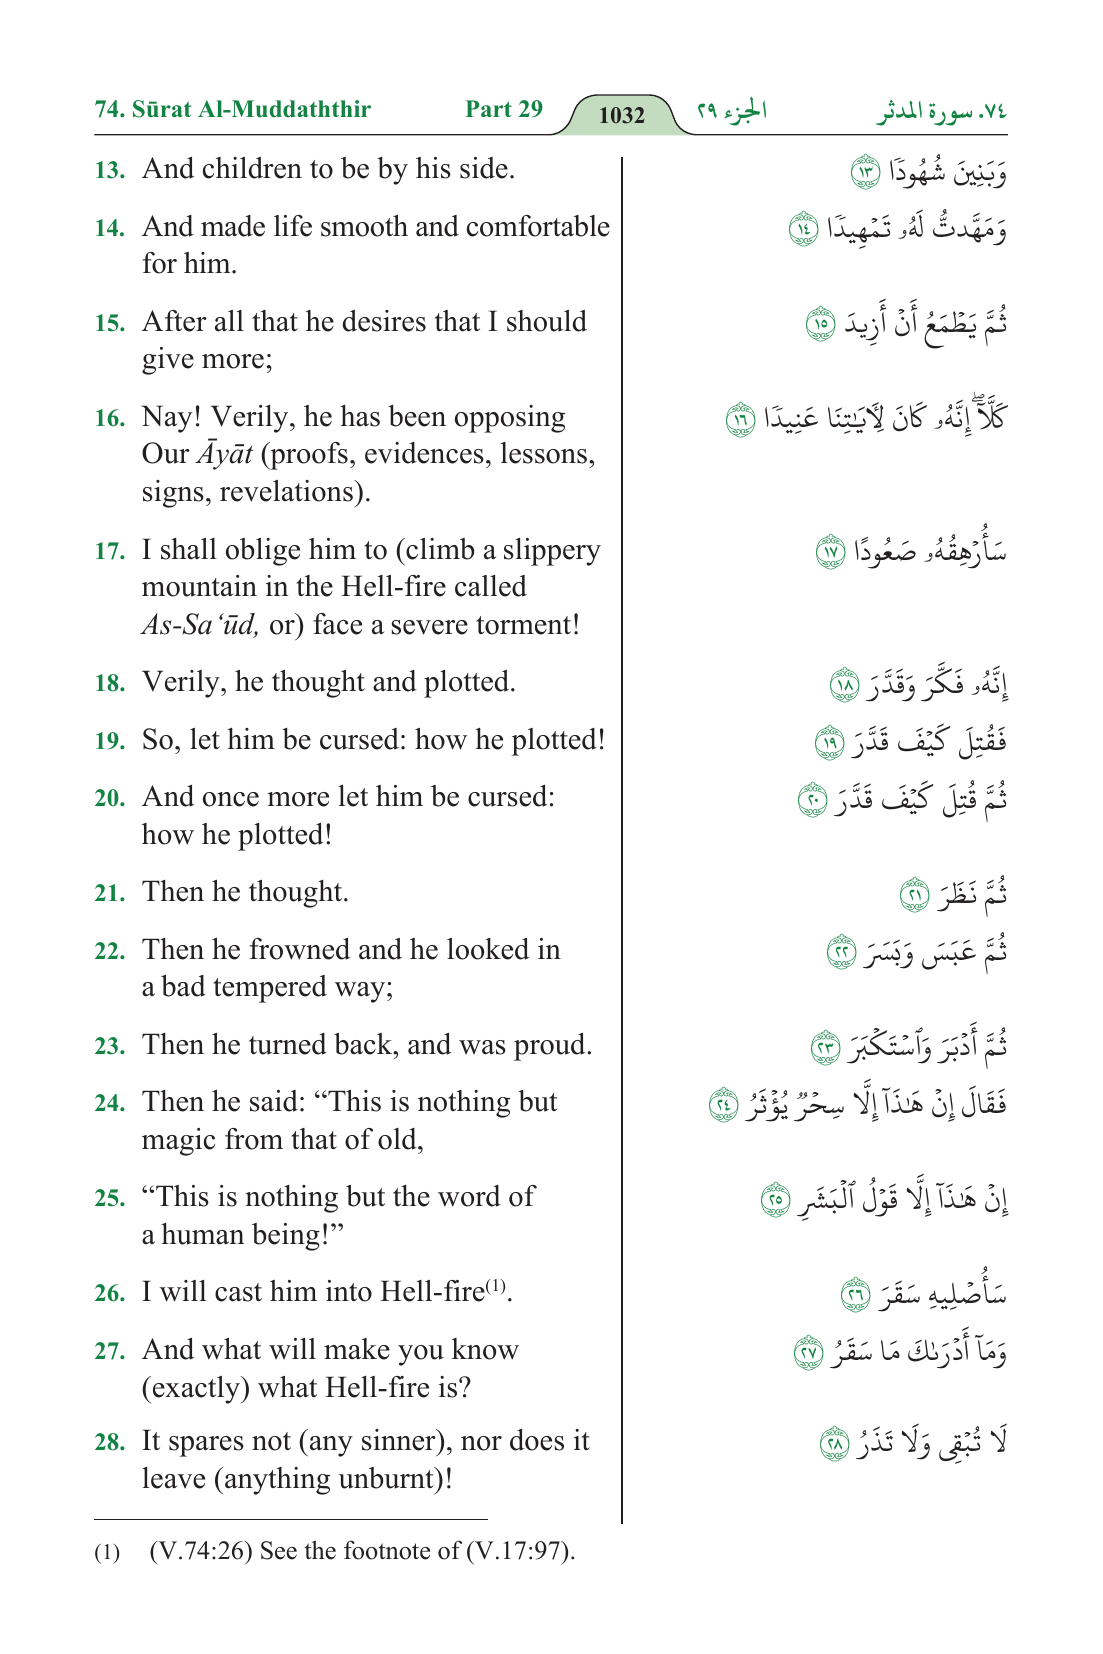 74. Sūrat Al-Muddaththir Part 29 1032 الجزء ٢٩ ٧٤. سورة المدثر
13. And children to be by his side.
وَبَنِينَ شُهُودٗا ١٣
14. And made life smooth and comfortable
for him.
وَمَهَّدتُّ لَهُۥ تَمۡهِيدٗا ١٤
15. After all that he desires that I should
give more;
ثُمَّ يَطۡمَعُ أَنۡ أَزِيدَ ١٥
16. Nay! Verily, he has been opposing
Our Āyāt (proofs, evidences, lessons,
signs, revelations).
كَلَّآۖ إِنَّهُۥ كَانَ لِأٓيَٰتِنَا عَنِيدٗا ١٦
17. I shall oblige him to (climb a slippery
mountain in the Hell-fire called
As-Sa‘ūd, or) face a severe torment!
سَأُرۡهِقُهُۥ صَعُودًا ١٧
18. Verily, he thought and plotted.
إِنَّهُۥ فَكَّرَ وَقَدَّرَ ١٨
19. So, let him be cursed: how he plotted!
فَقُتِلَ كَيۡفَ قَدَّرَ ١٩
20. And once more let him be cursed:
how he plotted!
ثُمَّ قُتِلَ كَيۡفَ قَدَّرَ ٢٠
21. Then he thought.
ثُمَّ نَظَرَ ٢١
22. Then he frowned and he looked in
a bad tempered way;
ثُمَّ عَبَسَ وَبَسَرَ ٢٢
23. Then he turned back, and was proud.
ثُمَّ أَدۡبَرَ وَٱسۡتَكۡبَرَ ٢٣
24. Then he said: “This is nothing but
magic from that of old,
فَقَالَ إِنۡ هَٰذَآ إِلَّا سِحۡرٞ يُؤۡثَرُ ٢٤
25. “This is nothing but the word of
a human being!”
إِنۡ هَٰذَآ إِلَّا قَوۡلُ ٱلۡبَشَرِ ٢٥
26. I will cast him into Hell-fire(1).
سَأُصۡلِيهِ سَقَرَ ٢٦
27. And what will make you know
(exactly) what Hell-fire is?
وَمَآ أَدۡرَىٰكَ مَا سَقَرُ ٢٧
28. It spares not (any sinner), nor does it
leave (anything unburnt)!
لَا تُبۡقِي وَلَا تَذَرُ ٢٨
(1) (V.74:26) See the footnote of (V.17:97).